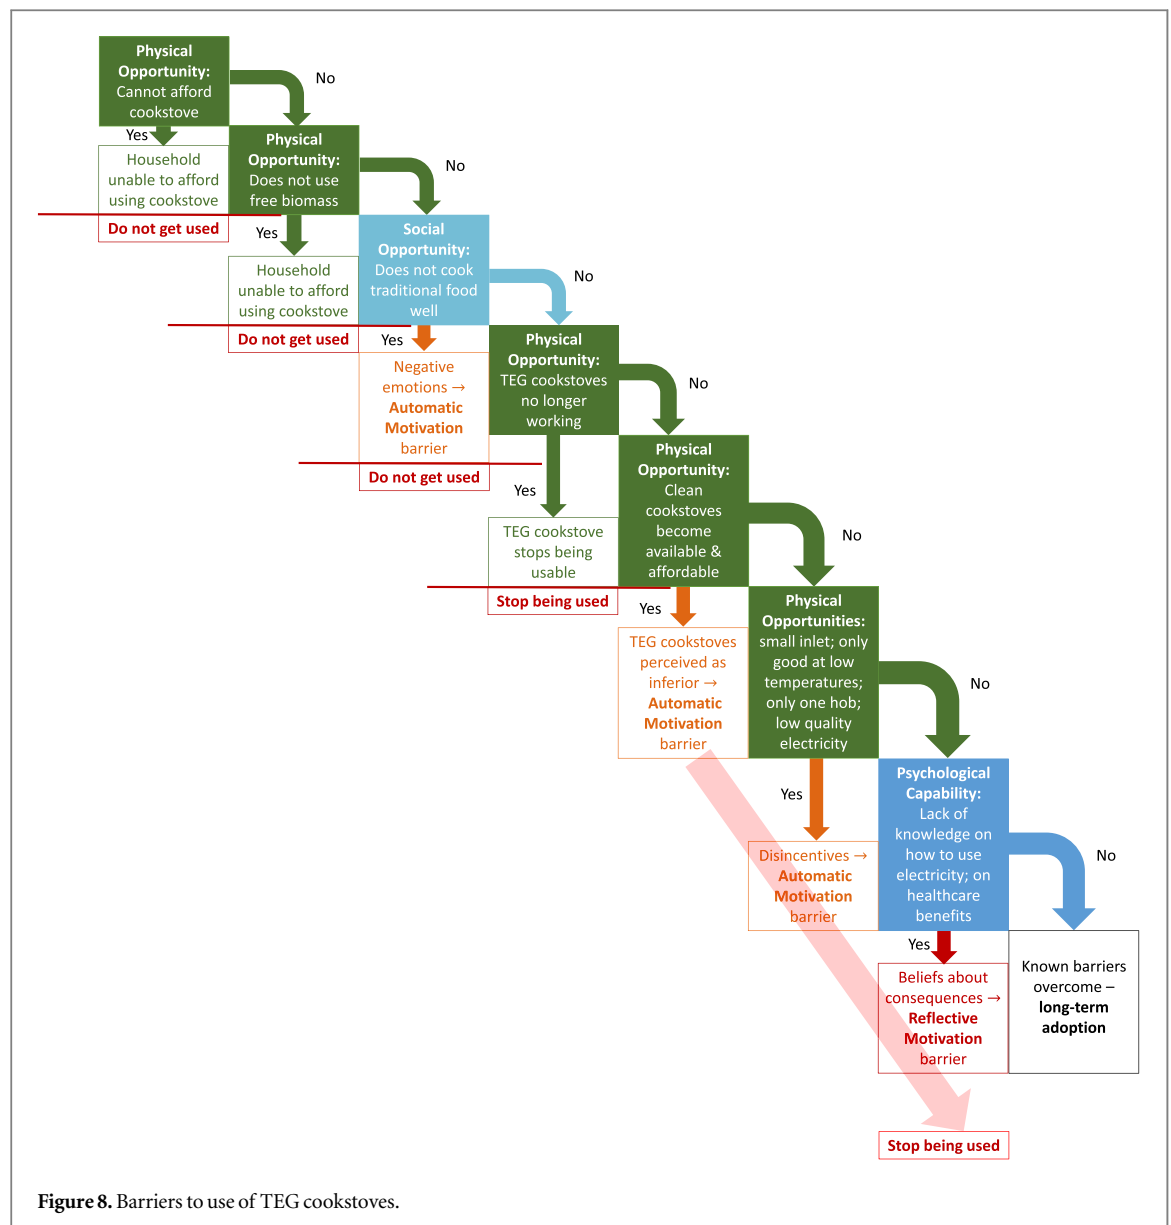 Physical
Opportunity:
Cannot afford
cookstove
No
Yes
Household
unable to afford
using cookstove
Do not get used
Physical
Opportunity:
Does not use
free biomass
No
Yes
Household
unable to afford
using cookstove
Do not get used
Social
Opportunity:
Does not cook
traditional food
well
No
Yes
Negative
emotions →
Automatic
Motivation
barrier
Do not get used
Physical
Opportunity:
TEG cookstoves
no longer
working
No
Yes
TEG cookstove
stops being
usable
Stop being used
Physical
Opportunity:
Clean
cookstoves
become
available &
affordable
No
Yes
TEG cookstoves
perceived as
inferior →
Automatic
Motivation
barrier
Physical
Opportunities:
small inlet; only
good at low
temperatures;
only one hob;
low quality
electricity
No
Yes
Disincentives →
Automatic
Motivation
barrier
Psychological
Capability:
Lack of
knowledge on
how to use
electricity; on
healthcare
benefits
No
Yes
Beliefs about
consequences →
Reflective
Motivation
barrier
Known barriers
overcome –
long-term
adoption
Stop being used
Figure 8. Barriers to use of TEG cookstoves.